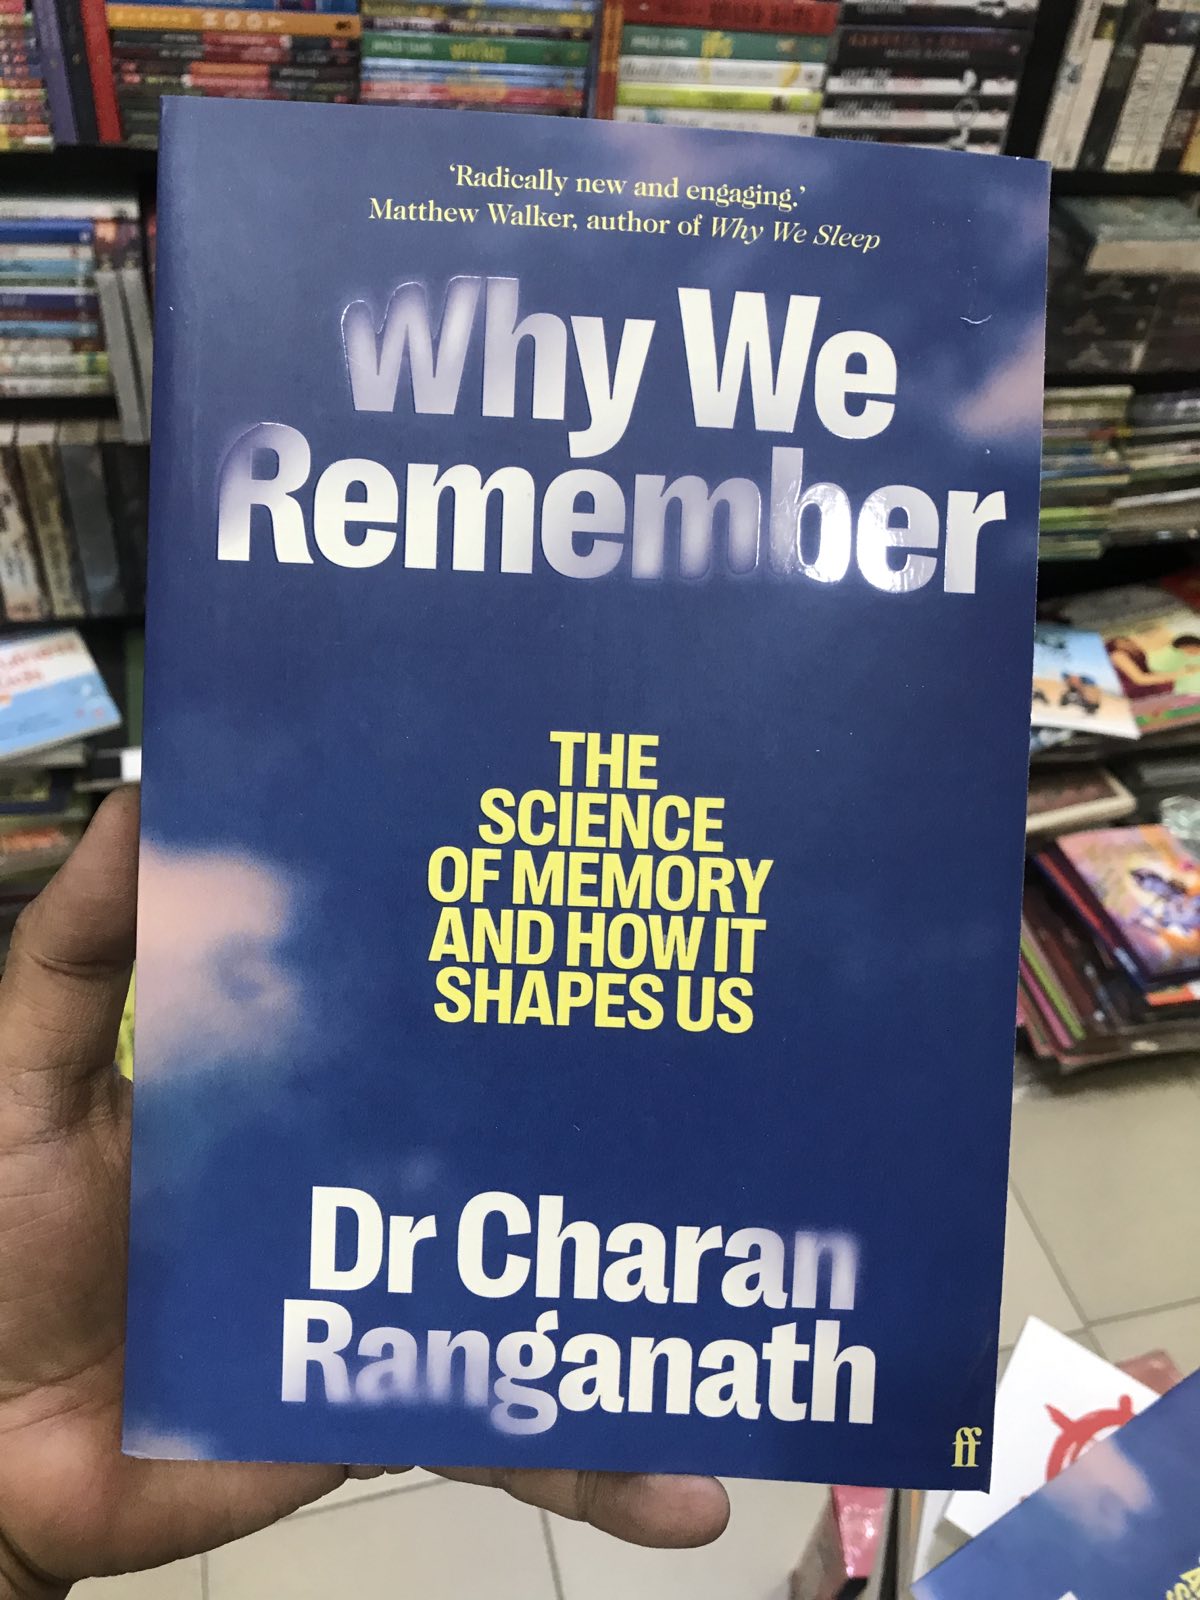 ‘Radically new and engaging.’
Matthew Walker, author of Why We Sleep
Why We
Remember
THE
SCIENCE
OF MEMORY
AND HOW IT
SHAPES US
Dr Charan
Ranganath
ff